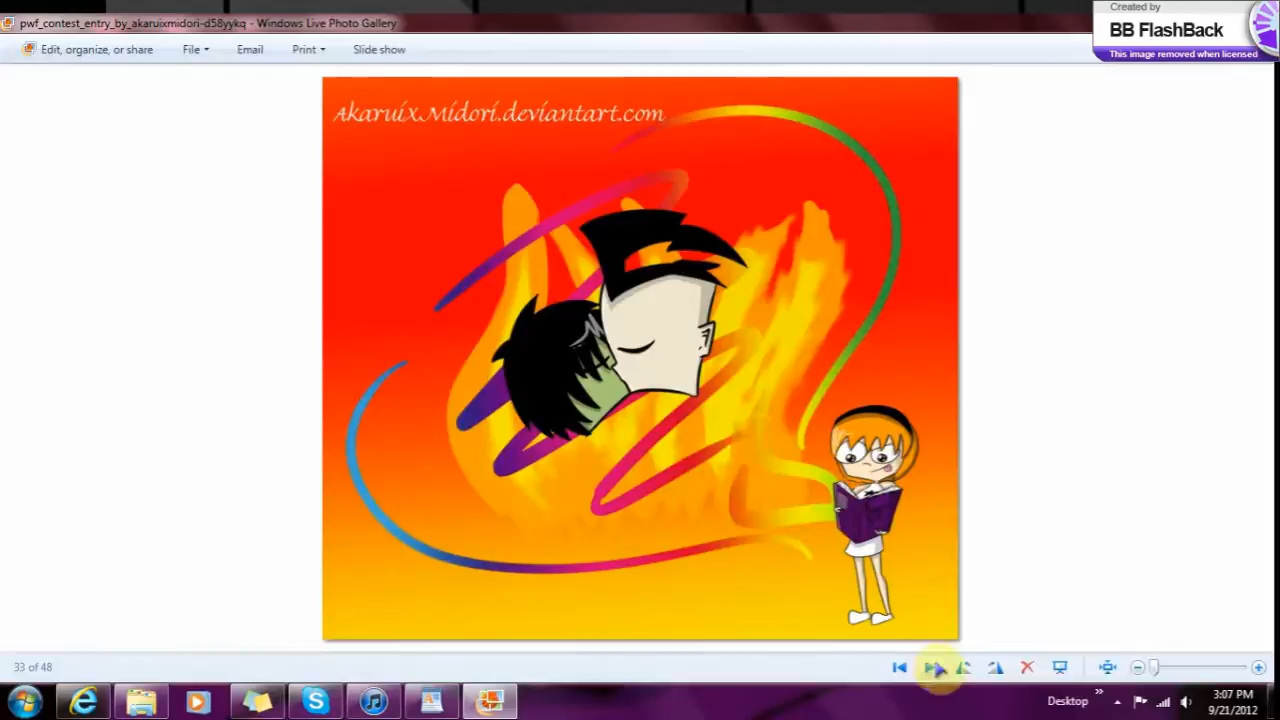 Created by
BB FlashBack
This image removed when licensed
pwf_contest_entry_by_akaruixmidori-d58yykq - Windows Live Photo Gallery
Edit, organize, or share File Email Print Slide show
AkaruixMidori.deviantart.com
33 of 48
Desktop
3:07 PM
9/21/2012